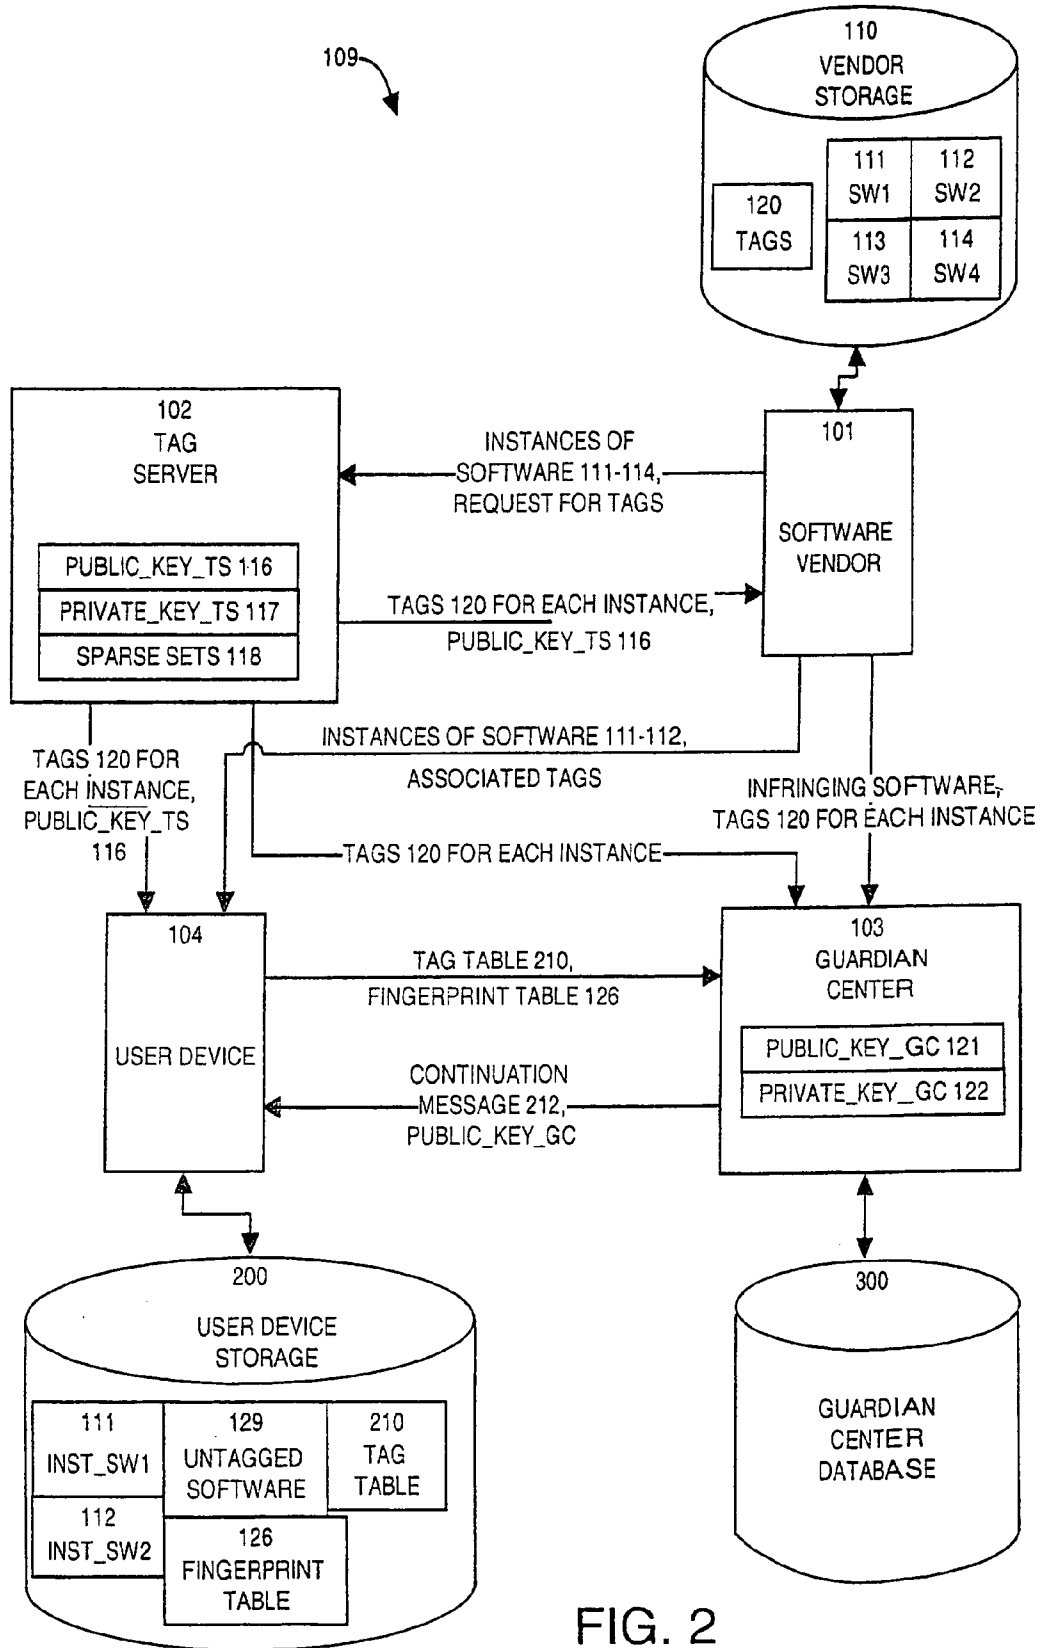 109
110
VENDOR
STORAGE
120
TAGS
111
SW1
112
SW2
113
SW3
114
SW4
102
TAG
SERVER
PUBLIC_KEY_TS 116
PRIVATE_KEY_TS 117
SPARSE SETS 118
INSTANCES OF
SOFTWARE 111-114,
REQUEST FOR TAGS
101
SOFTWARE
VENDOR
TAGS 120 FOR EACH INSTANCE,
PUBLIC_KEY_TS 116
TAGS 120 FOR
EACH INSTANCE,
PUBLIC_KEY_TS
116
INSTANCES OF SOFTWARE 111-112,
ASSOCIATED TAGS
INFRINGING SOFTWARE,
TAGS 120 FOR EACH INSTANCE
TAGS 120 FOR EACH INSTANCE
104
USER DEVICE
TAG TABLE 210,
FINGERPRINT TABLE 126
CONTINUATION
MESSAGE 212,
PUBLIC_KEY_GC
103
GUARDIAN
CENTER
PUBLIC_KEY_GC 121
PRIVATE_KEY_GC 122
200
USER DEVICE
STORAGE
111
INST_SW1
112
INST_SW2
129
UNTAGGED
SOFTWARE
210
TAG
TABLE
126
FINGERPRINT
TABLE
300
GUARDIAN
CENTER
DATABASE
FIG. 2